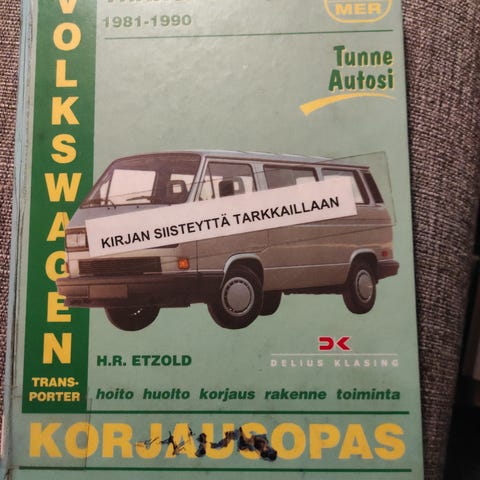 VOLKSWAGEN
TRANS-
PORTER
1981-1990
MER
Tunne
Autosi
KIRJAN SIISTEYTTÄ TARKKAILLAAN
H.R. ETZOLD
DK
DELIUS KLASING
hoito huolto korjaus rakenne toiminta
KORJAUSOPAS